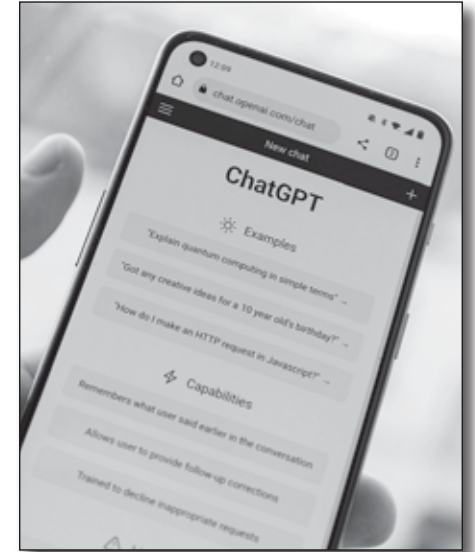 12:09
chat.openai.com/chat
New chat
ChatGPT
Examples
"Explain quantum computing in simple terms" →
"Got any creative ideas for a 10 year old's birthday?" →
"How do I make an HTTP request in Javascript?" →
Capabilities
Remembers what user said earlier in the conversation
Allows user to provide follow-up corrections
Trained to decline inappropriate requests